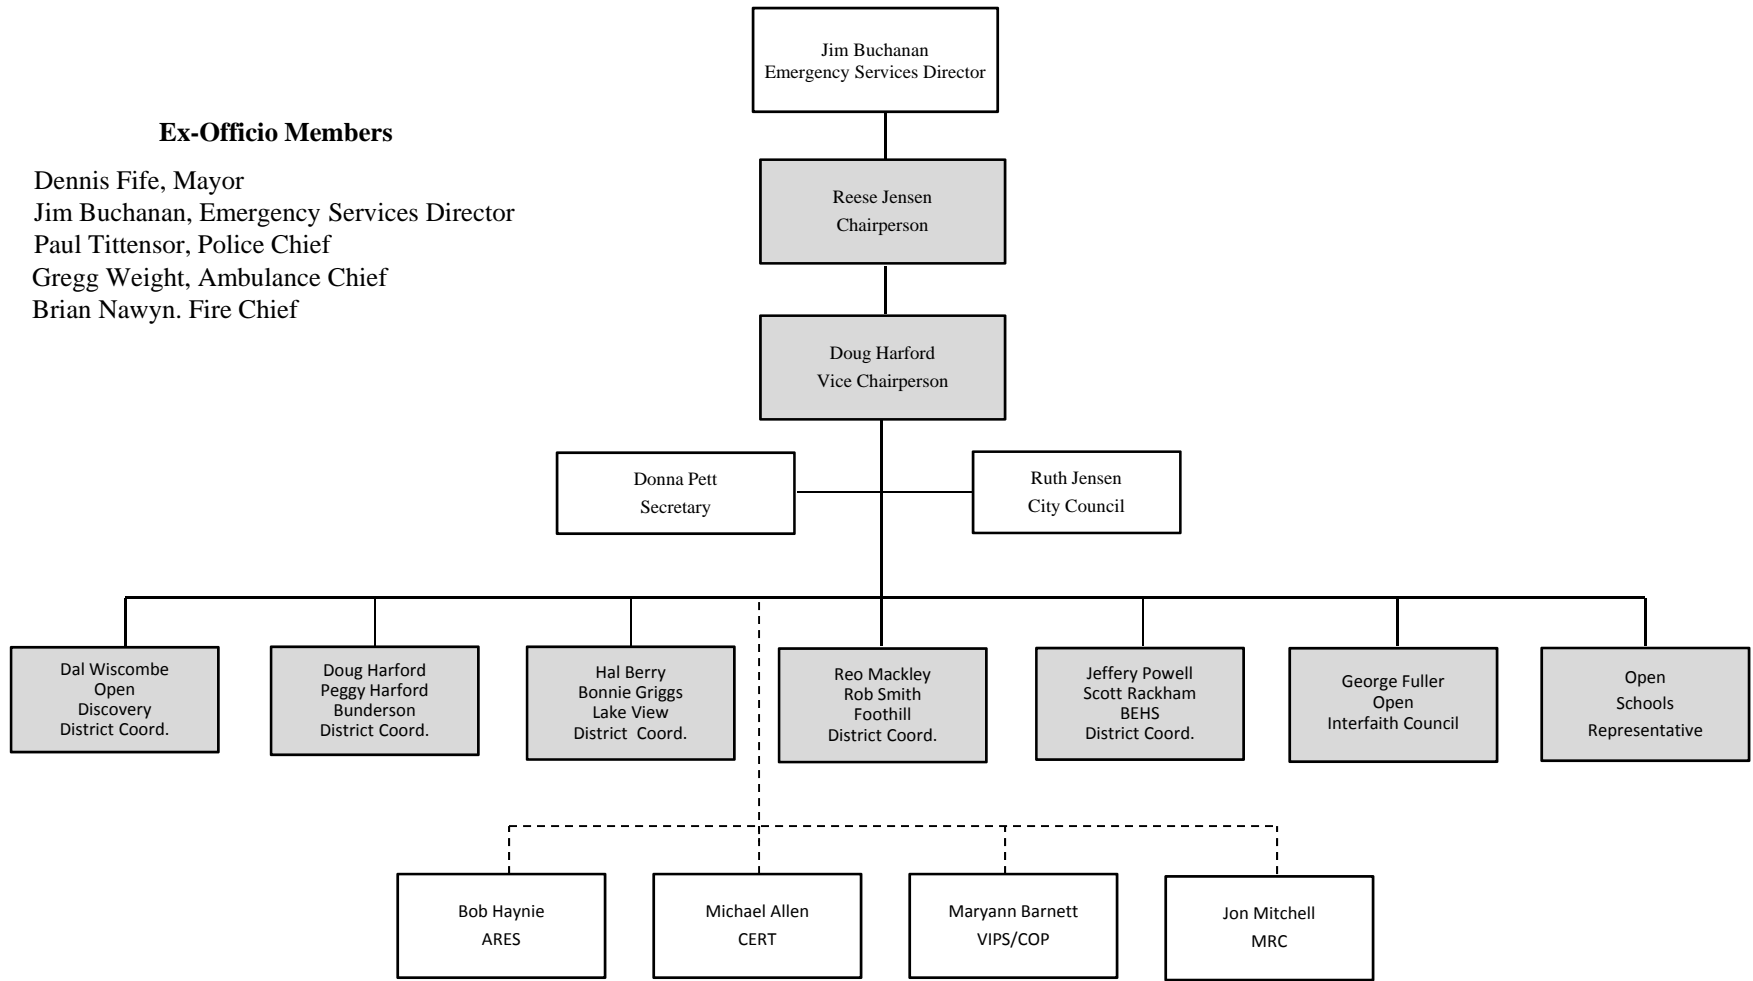 Jim Buchanan
Emergency Services Director
Ex-Officio Members
Dennis Fife, Mayor
Jim Buchanan, Emergency Services Director
Paul Tittensor, Police Chief
Gregg Weight, Ambulance Chief
Brian Nawyn. Fire Chief
Reese Jensen
Chairperson
Doug Harford
Vice Chairperson
Donna Pett
Secretary
Ruth Jensen
City Council
Dal Wiscombe
Open
Discovery
District Coord.
Doug Harford
Peggy Harford
Bunderson
District Coord.
Hal Berry
Bonnie Griggs
Lake View
District  Coord.
Reo Mackley
Rob Smith
Foothill
District Coord.
Jeffery Powell
Scott Rackham
BEHS
District Coord.
George Fuller
Open
Interfaith Council
Open
Schools
Representative
Bob Haynie
ARES
Michael Allen
CERT
Maryann Barnett
VIPS/COP
Jon Mitchell
MRC